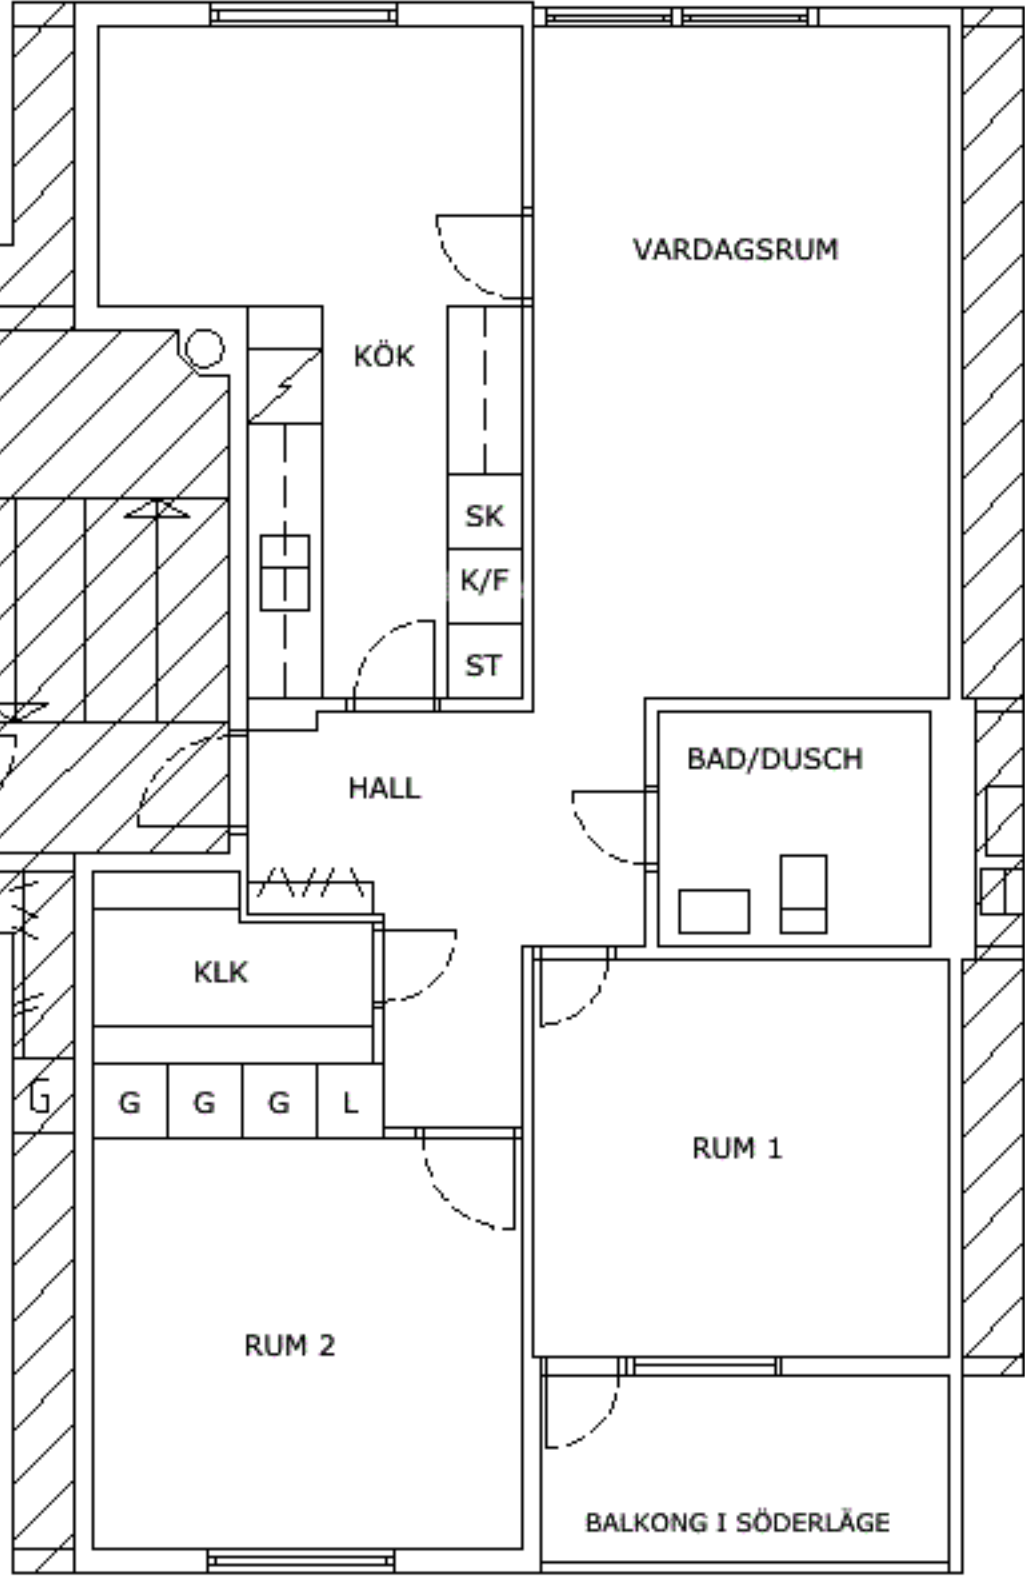 VARDAGSRUM
KÖK
SK
K/F
ST
BAD/DUSCH
HALL
KLK
G
G G G L
RUM 1
RUM 2
BALKONG I SÖDERLÄGE